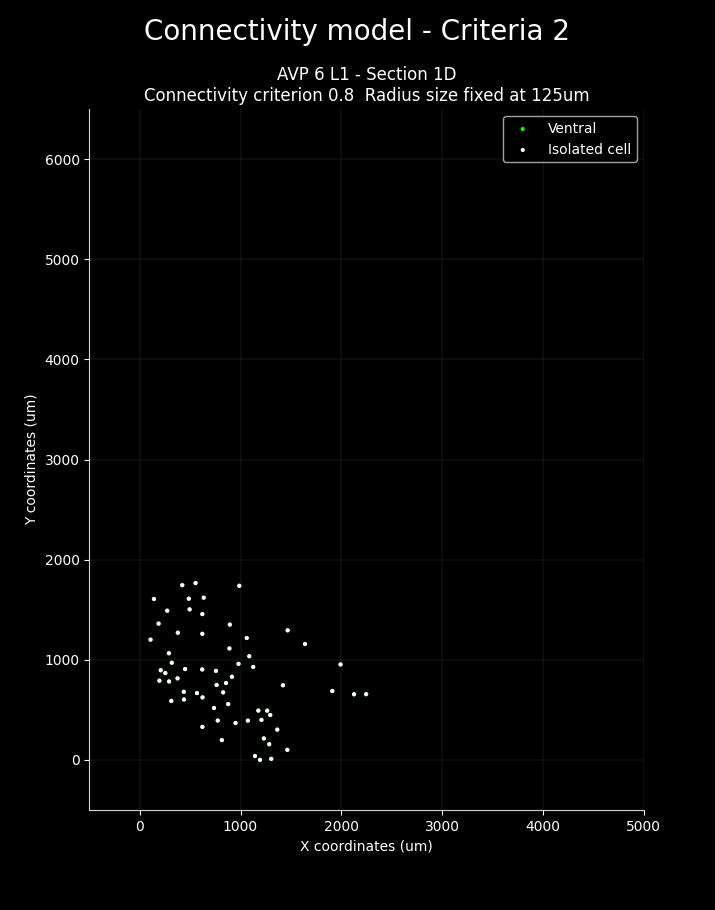 Connectivity model - Criteria 2
AVP 6 L1 - Section 1D
Connectivity criterion 0.8  Radius size fixed at 125um
Ventral
Isolated cell
6000
5000
4000
3000
2000
1000
0
Y coordinates (um)
0 1000 2000 3000 4000 5000
X coordinates (um)